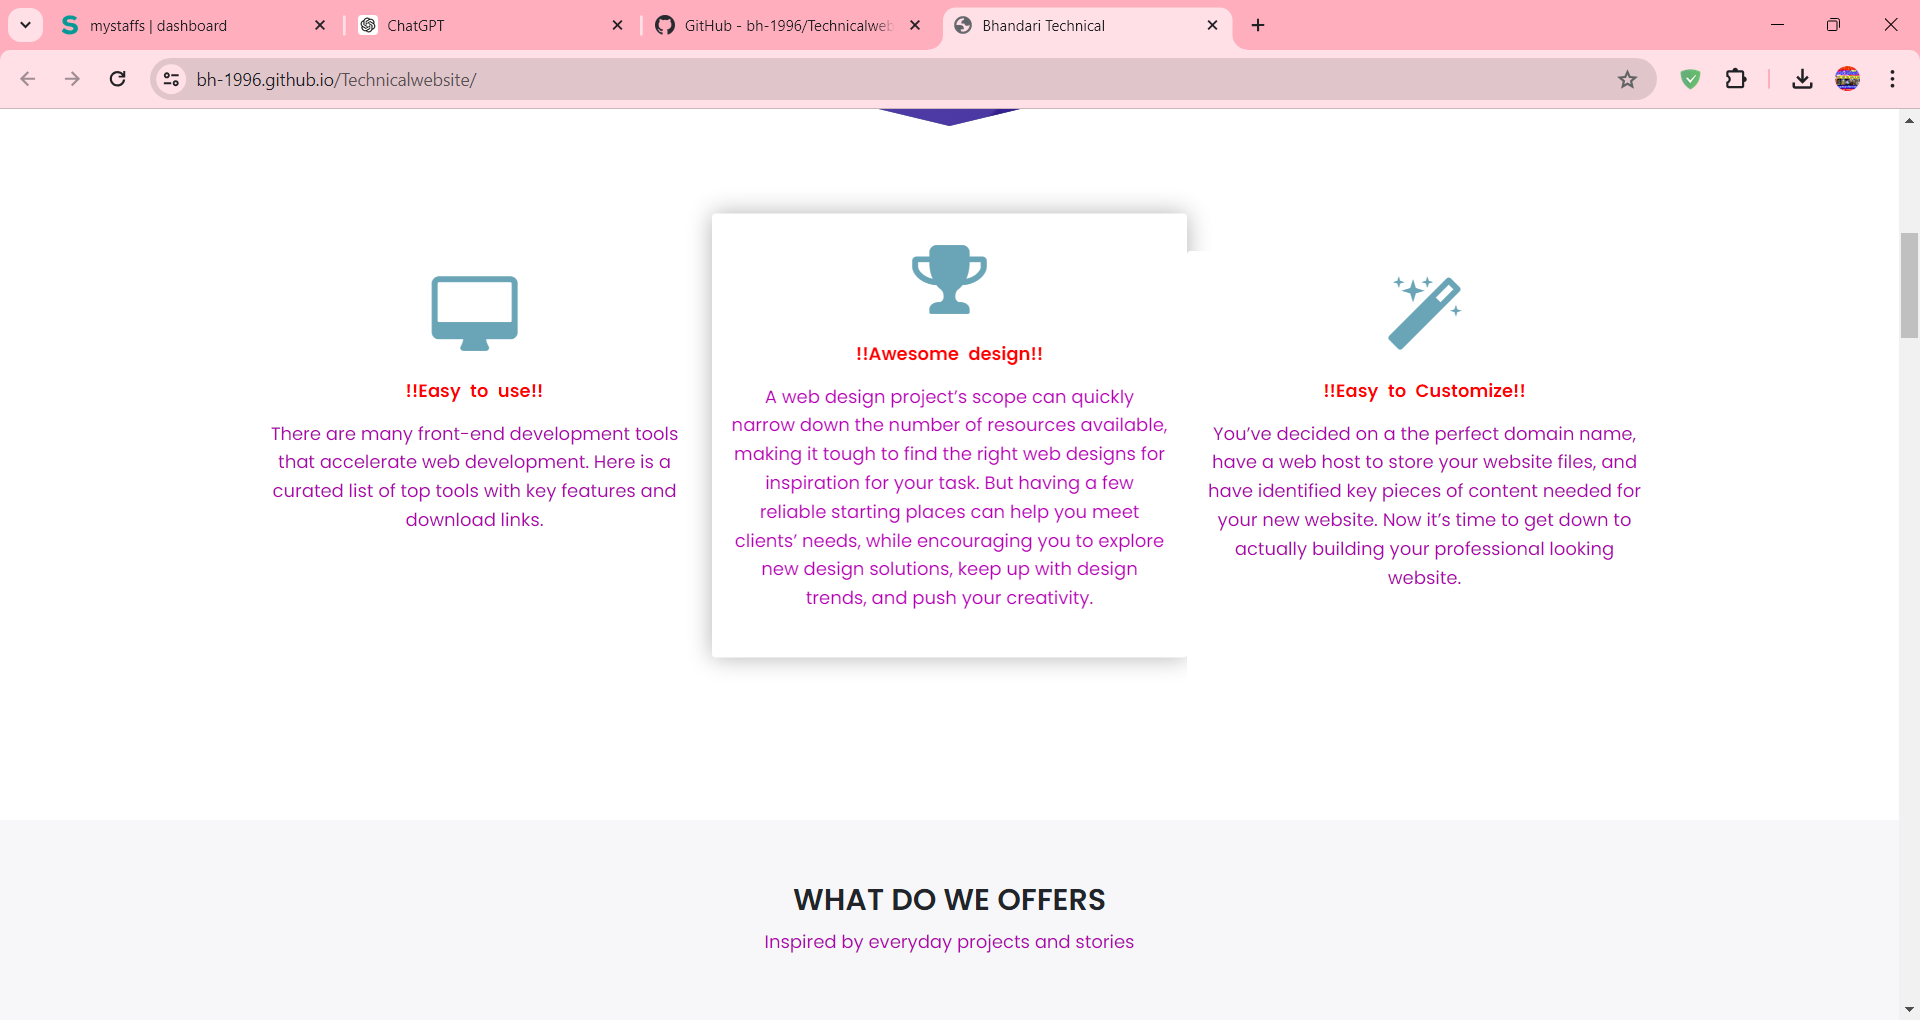 mystaffs | dashboard
ChatGPT
GitHub - bh-1996/Technicalweb
Bhandari Technical
bh-1996.github.io/Technicalwebsite/
!!Easy to use!!
There are many front-end development tools
that accelerate web development. Here is a
curated list of top tools with key features and
download links.
!!Awesome design!!
A web design project’s scope can quickly
narrow down the number of resources available,
making it tough to find the right web designs for
inspiration for your task. But having a few
reliable starting places can help you meet
clients’ needs, while encouraging you to explore
new design solutions, keep up with design
trends, and push your creativity.
!!Easy to Customize!!
You’ve decided on a the perfect domain name,
have a web host to store your website files, and
have identified key pieces of content needed for
your new website. Now it’s time to get down to
actually building your professional looking
website.
WHAT DO WE OFFERS
Inspired by everyday projects and stories